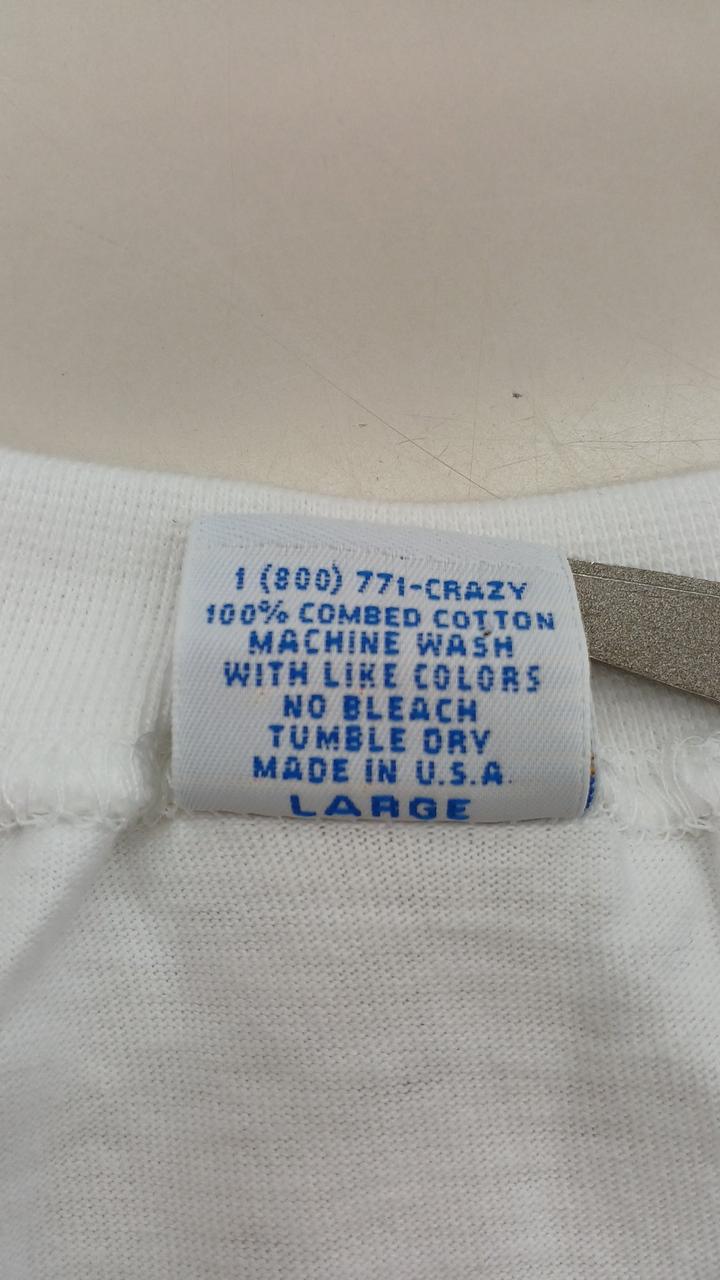 1 (800) 771-CRAZY
100% COMBED COTTON
MACHINE WASH
WITH LIKE COLORS
NO BLEACH
TUMBLE DRY
MADE IN U.S.A.
LARGE